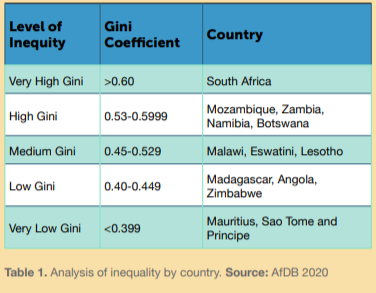 Level of Inequity Gini Coefficient Country
Very High Gini >0.60 South Africa
High Gini 0.53-0.5999 Mozambique, Zambia,
Namibia, Botswana
Medium Gini 0.45-0.529 Malawi, Eswatini, Lesotho
Low Gini 0.40-0.449 Madagascar, Angola,
Zimbabwe
Very Low Gini <0.399 Mauritius, Sao Tome and
Principe
Table 1. Analysis of inequality by country. Source: AfDB 2020